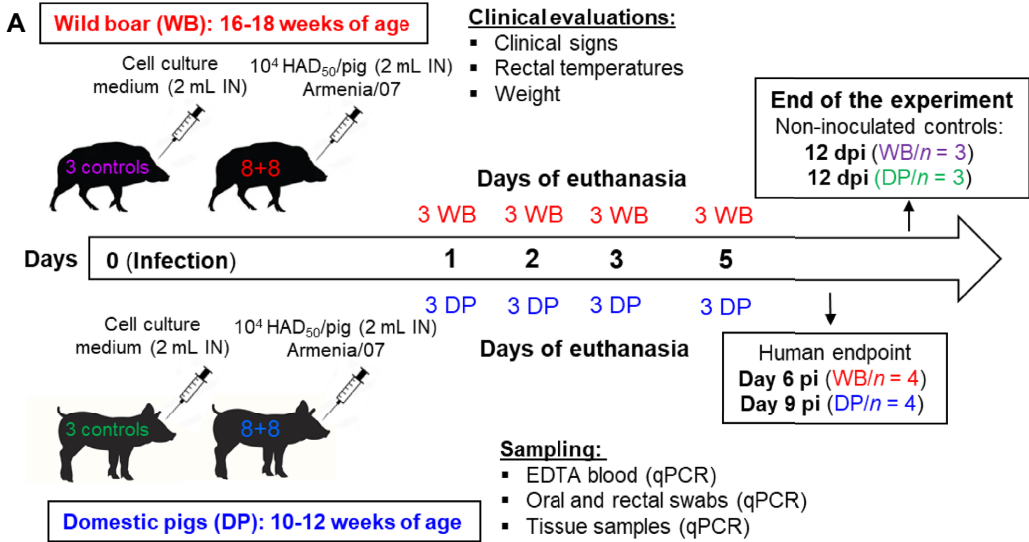 A
Wild boar (WB): 16-18 weeks of age
Cell culture
medium (2 mL IN)
10⁴ HAD₅₀/pig (2 mL IN)
Armenia/07
3 controls
8+8
Clinical evaluations:
▪ Clinical signs
▪ Rectal temperatures
▪ Weight
End of the experiment
Non-inoculated controls:
12 dpi (WB/n = 3)
12 dpi (DP/n = 3)
Days of euthanasia
3 WB 3 WB 3 WB 3 WB
Days 0 (Infection) 1 2 3 5
3 DP 3 DP 3 DP 3 DP
Days of euthanasia
Cell culture
medium (2 mL IN)
10⁴ HAD₅₀/pig (2 mL IN)
Armenia/07
3 controls
8+8
Human endpoint
Day 6 pi (WB/n = 4)
Day 9 pi (DP/n = 4)
Sampling:
▪ EDTA blood (qPCR)
▪ Oral and rectal swabs (qPCR)
▪ Tissue samples (qPCR)
Domestic pigs (DP): 10-12 weeks of age